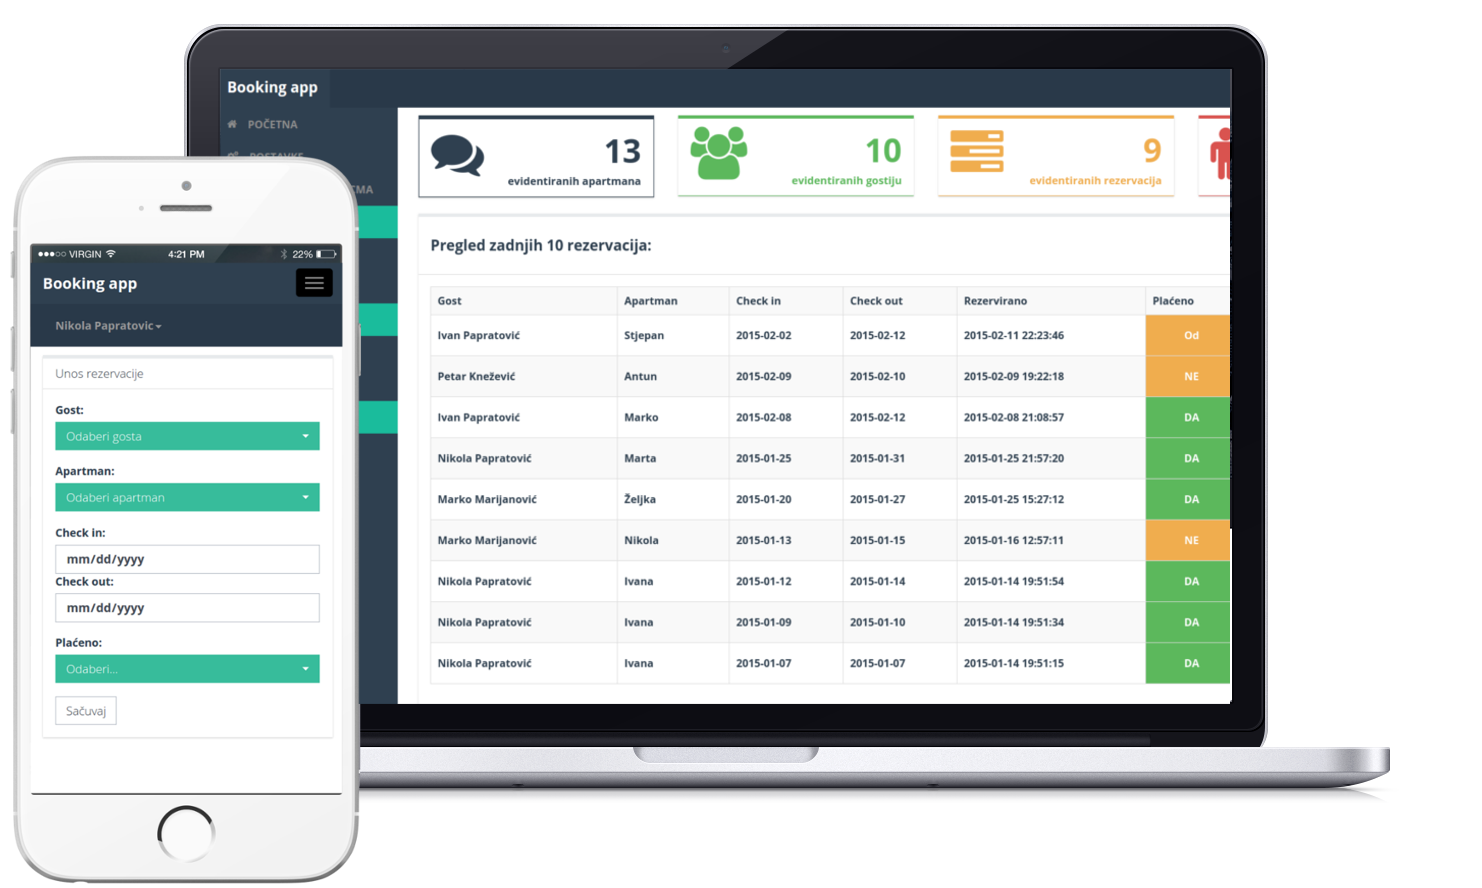 Booking app
POČETNA
13
evidentiranih apartmana
10
evidentiranih gostiju
9
evidentiranih rezervacija
Pregled zadnjih 10 rezervacija:
Gost Apartman Check in Check out Rezervirano Plaćeno
Ivan Papratović Stjepan 2015-02-02 2015-02-12 2015-02-11 22:23:46 Od
Petar Knežević Antun 2015-02-09 2015-02-10 2015-02-09 19:22:18 NE
Ivan Papratović Marko 2015-02-08 2015-02-12 2015-02-08 21:08:57 DA
Nikola Papratović Marta 2015-01-25 2015-01-31 2015-01-25 21:57:20 DA
Marko Marijanović Željka 2015-01-20 2015-01-27 2015-01-25 15:27:12 DA
Marko Marijanović Nikola 2015-01-13 2015-01-15 2015-01-16 12:57:11 NE
Nikola Papratović Ivana 2015-01-12 2015-01-14 2015-01-14 19:51:54 DA
Nikola Papratović Ivana 2015-01-09 2015-01-10 2015-01-14 19:51:34 DA
Nikola Papratović Ivana 2015-01-07 2015-01-07 2015-01-14 19:51:15 DA
VIRGIN 4:21 PM 22%
Booking app
Nikola Papratovic
Unos rezervacije
Gost:
Odaberi gosta
Apartman:
Odaberi apartman
Check in:
mm/dd/yyyy
Check out:
mm/dd/yyyy
Plaćeno:
Odaberi...
Sačuvaj